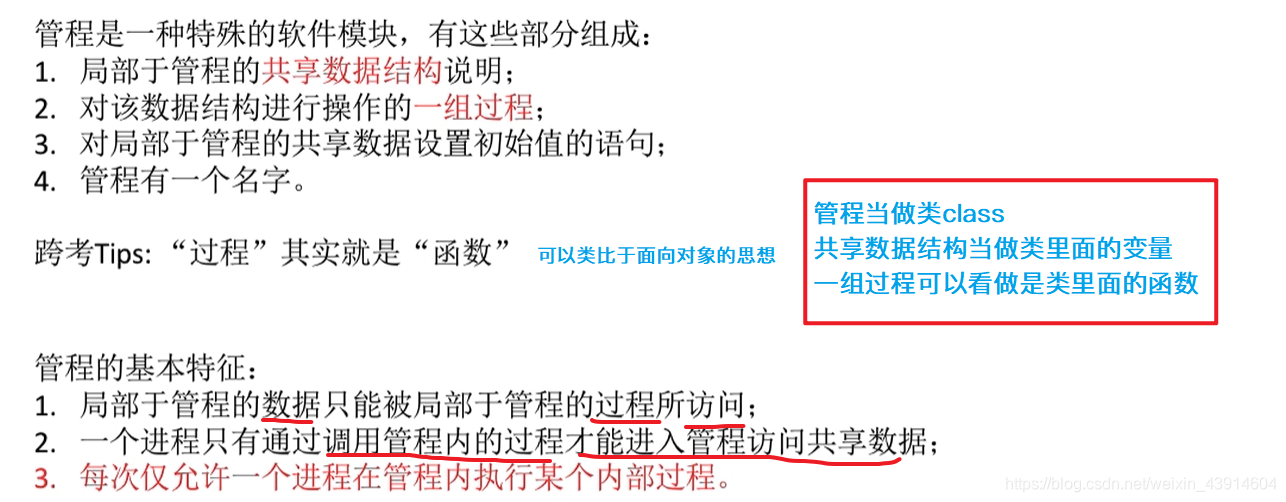 管程是一种特殊的软件模块，有这些部分组成：
1. 局部于管程的共享数据结构说明；
2. 对该数据结构进行操作的一组过程；
3. 对局部于管程的共享数据设置初始值的语句；
4. 管程有一个名字。
跨考Tips: “过程”其实就是“函数” 可以类比于面向对象的思想
管程当做类class
共享数据结构当做类里面的变量
一组过程可以看做是类里面的函数
管程的基本特征：
1. 局部于管程的数据只能被局部于管程的过程所访问；
2. 一个进程只有通过调用管程内的过程才能进入管程访问共享数据；
3. 每次仅允许一个进程在管程内执行某个内部过程。
https://blog.csdn.net/weixin_43914604